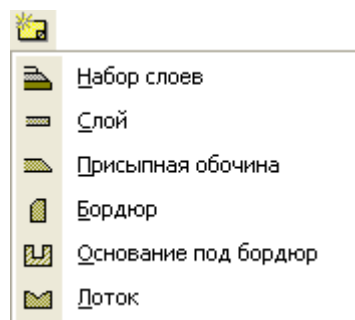 Набор слоев
Слой
Присыпная обочина
Бордюр
Основание под бордюр
Лоток